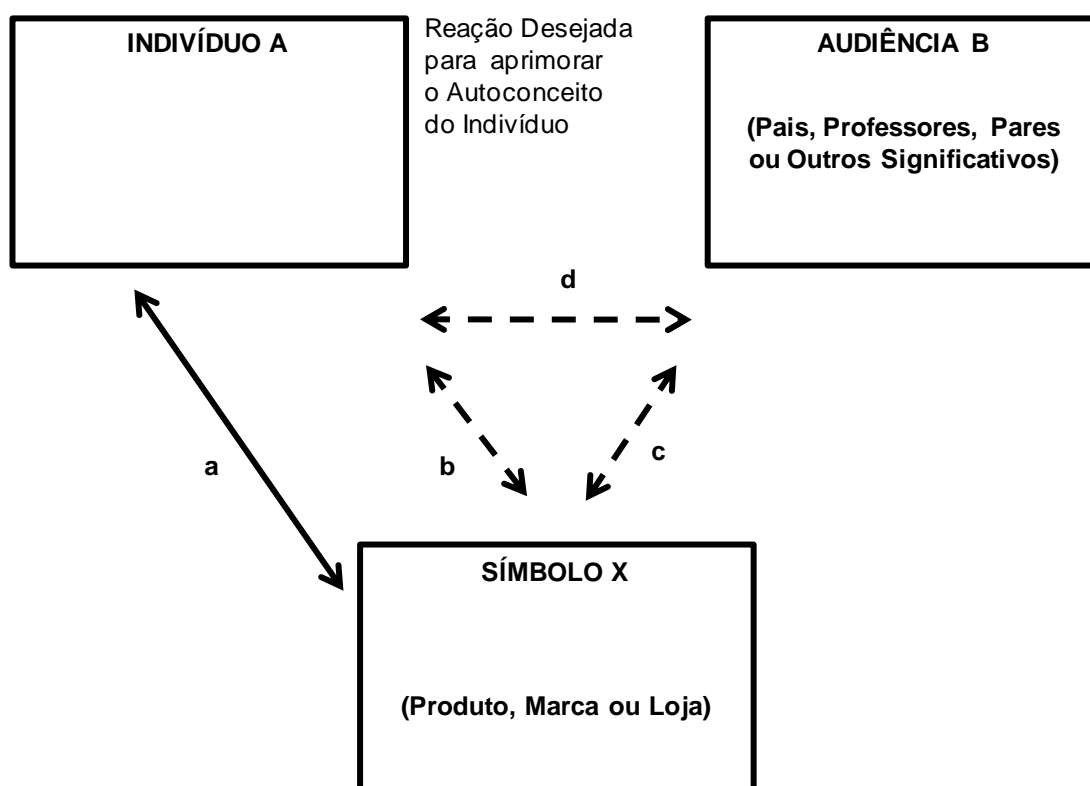 INDIVÍDUO A
Reação Desejada
para aprimorar
o Autoconceito
do Indivíduo
AUDIÊNCIA B
(Pais, Professores, Pares
ou Outros Significativos)
d
a
b
c
SÍMBOLO X
(Produto, Marca ou Loja)